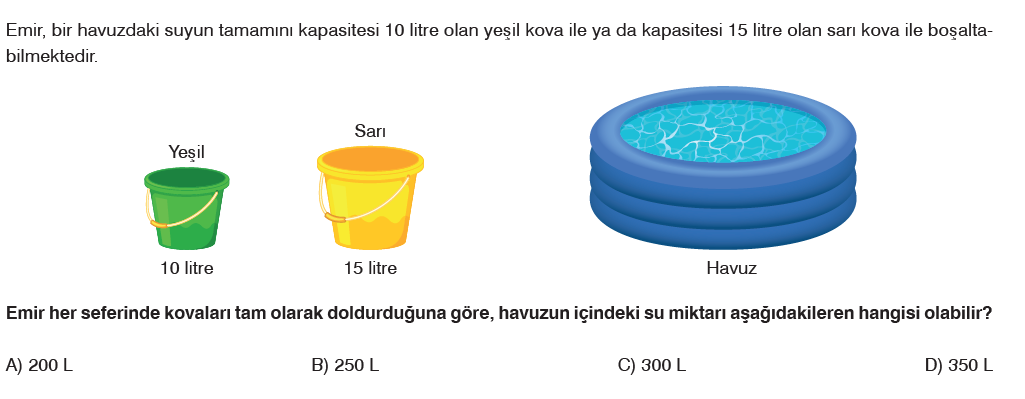 Emir, bir havuzdaki suyun tamamını kapasitesi 10 litre olan yeşil kova ile ya da kapasitesi 15 litre olan sarı kova ile boşalta-
bilmektedir.
Sarı
Yeşil
10 litre
15 litre
Havuz
Emir her seferinde kovaları tam olarak doldurduğuna göre, havuzun içindeki su miktarı aşağıdakileren hangisi olabilir?
A) 200 L
B) 250 L
C) 300 L
D) 350 L